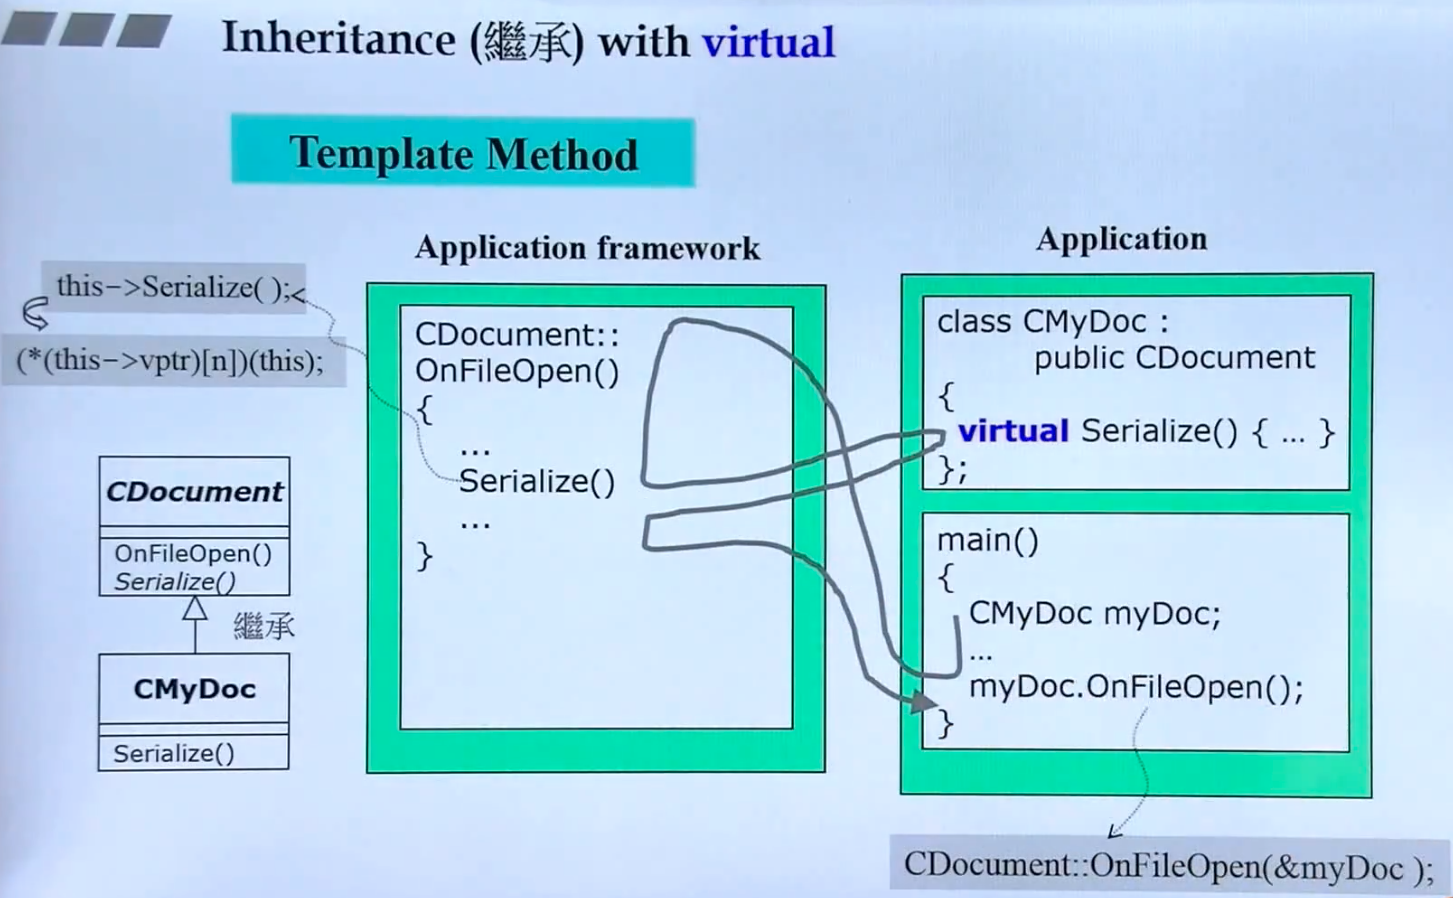 Inheritance (繼承) with virtual
Template Method
Application framework
Application
this->Serialize( );
(*(this->vptr)[n])(this);
CDocument::
OnFileOpen()
{
...
Serialize()
...
}
class CMyDoc :
public CDocument
{
virtual Serialize() { ... }
};
main()
{
CMyDoc myDoc;
...
myDoc.OnFileOpen();
}
CDocument
OnFileOpen()
Serialize()
繼承
CMyDoc
Serialize()
CDocument::OnFileOpen(&myDoc );